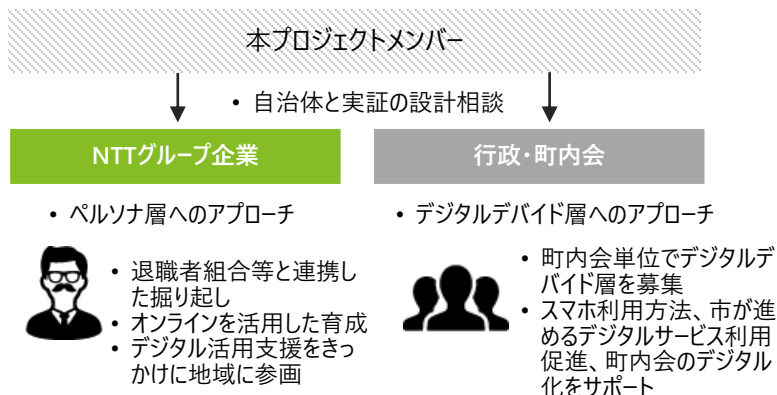 本プロジェクトメンバー
• 自治体と実証の設計相談
NTTグループ企業
• ペルソナ層へのアプローチ
• 退職者組合等と連携し
た掘り起し
• オンラインを活用した育成
• デジタル活用支援をきっ
かけに地域に参画
行政・町内会
• デジタルデバイド層へのアプローチ
• 町内会単位でデジタルデ
バイド層を募集
• スマホ利用方法、市が進
めるデジタルサービス利用
促進、町内会のデジタル
化をサポート